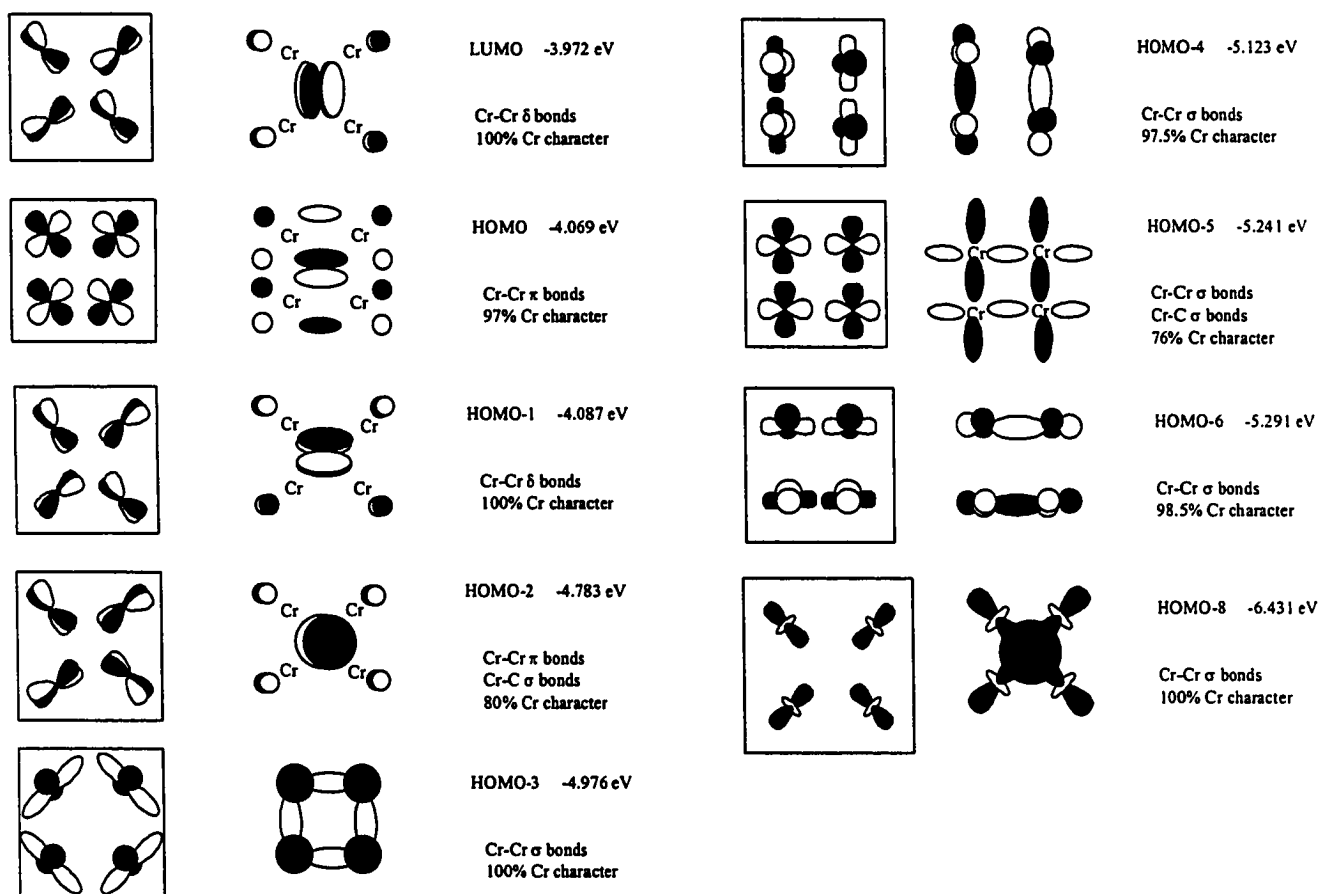 LUMO -3.972 eV
Cr Cr
Cr Cr
Cr-Cr δ bonds
100% Cr character
HOMO -4.069 eV
Cr Cr
Cr Cr
Cr-Cr π bonds
97% Cr character
HOMO-1 -4.087 eV
Cr Cr
Cr Cr
Cr-Cr δ bonds
100% Cr character
HOMO-2 -4.783 eV
Cr Cr
Cr Cr
Cr-Cr π bonds
Cr-C σ bonds
80% Cr character
HOMO-3 -4.976 eV
Cr-Cr σ bonds
100% Cr character
HOMO-4 -5.123 eV
Cr-Cr σ bonds
97.5% Cr character
HOMO-5 -5.241 eV
Cr Cr
Cr Cr
Cr-Cr σ bonds
Cr-C σ bonds
76% Cr character
HOMO-6 -5.291 eV
Cr-Cr σ bonds
98.5% Cr character
HOMO-8 -6.431 eV
Cr-Cr σ bonds
100% Cr character